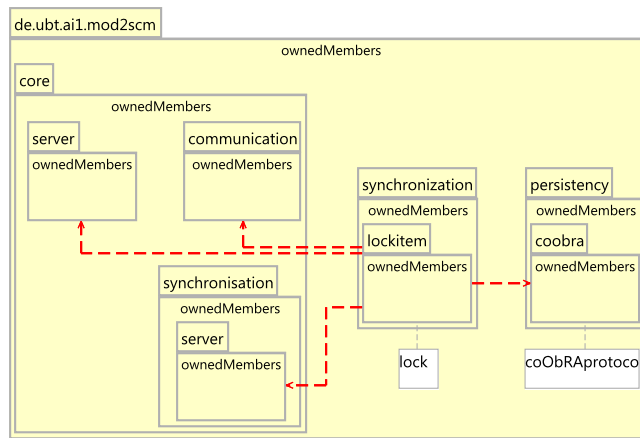 de.ubt.ai1.mod2scm
ownedMembers
core
ownedMembers
server
ownedMembers
communication
ownedMembers
synchronization
ownedMembers
lockitem
ownedMembers
persistency
ownedMembers
coobra
ownedMembers
synchronisation
ownedMembers
server
ownedMembers
lock
coObRAprotoco